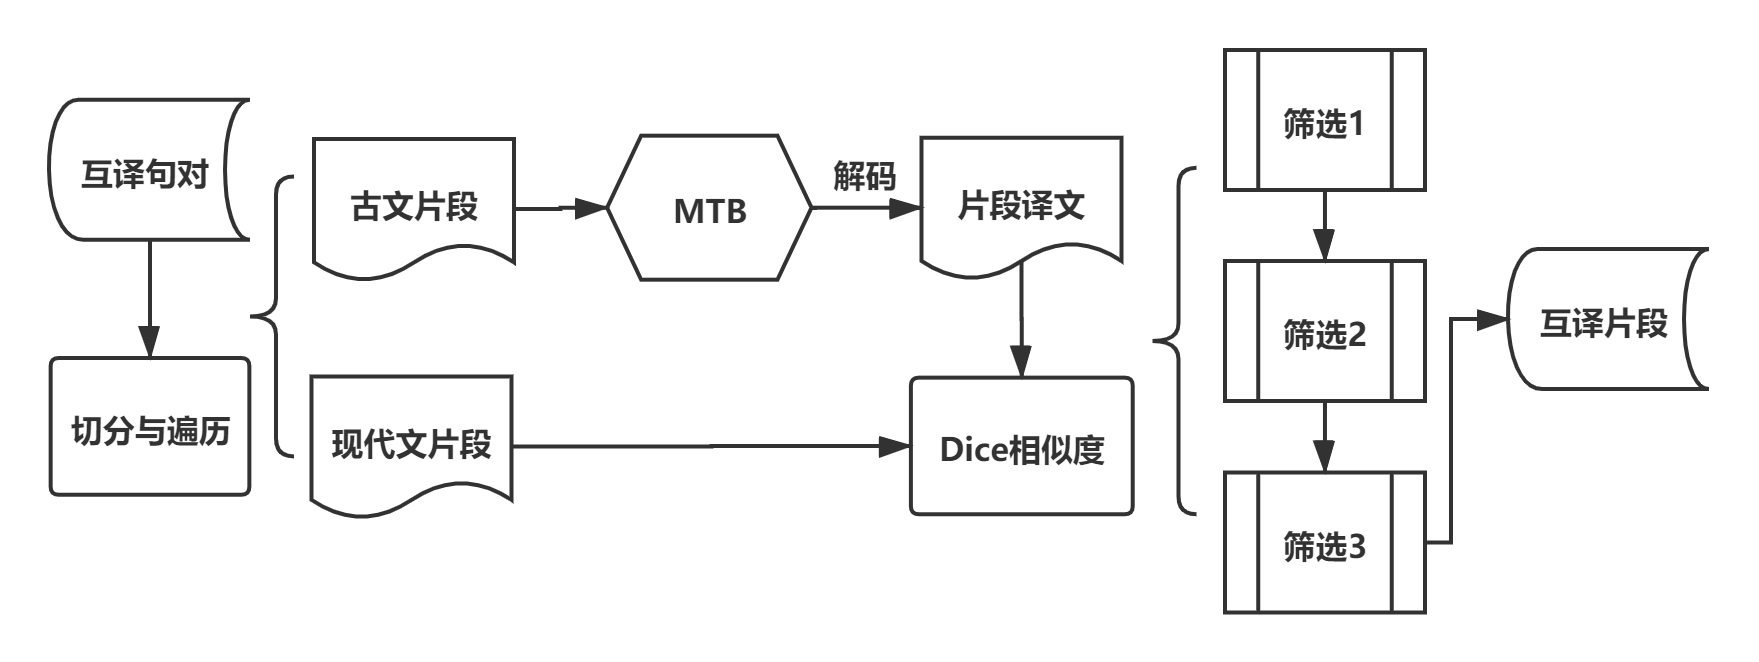 互译句对
切分与遍历
古文片段
现代文片段
MTB
解码
片段译文
Dice相似度
筛选1
筛选2
筛选3
互译片段